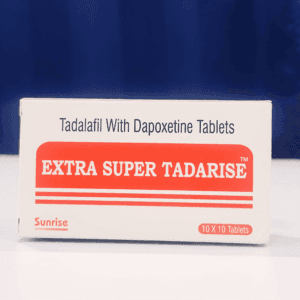 Tadalafil With Dapoxetine Tablets
EXTRA SUPER TADARISE™
Sunrise
10 X 10 Tablets